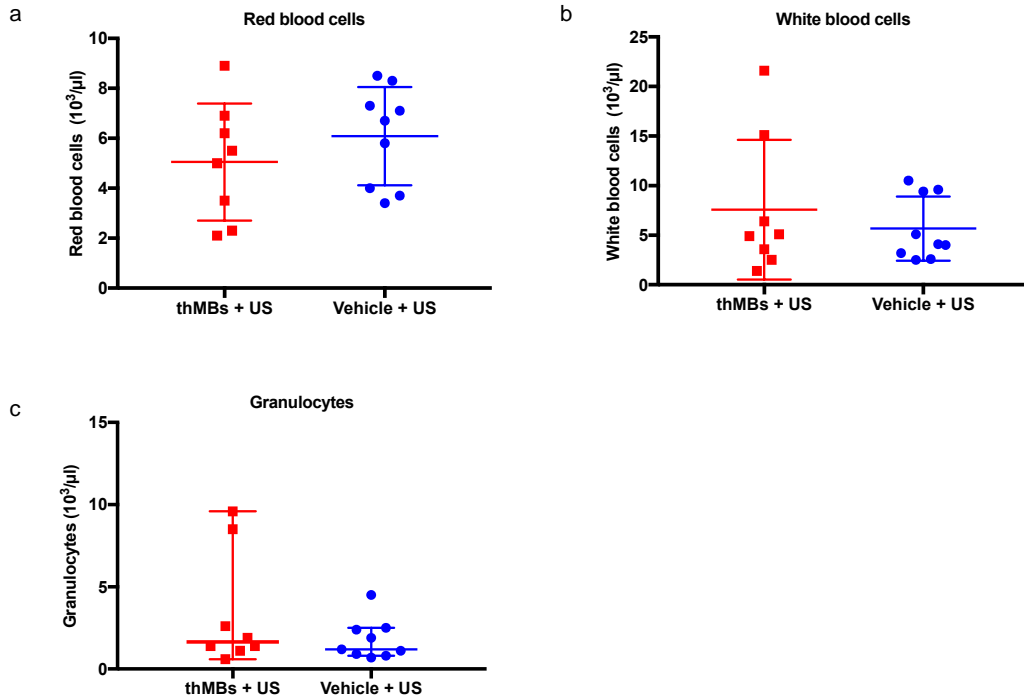 a
Red blood cells
Red blood cells (10³/µl)
10
8
6
4
2
0
thMBs + US
Vehicle + US
b
White blood cells
White blood cells (10³/µl)
25
20
15
10
5
0
thMBs + US
Vehicle + US
c
Granulocytes
Granulocytes (10³/µl)
15
10
5
0
thMBs + US
Vehicle + US